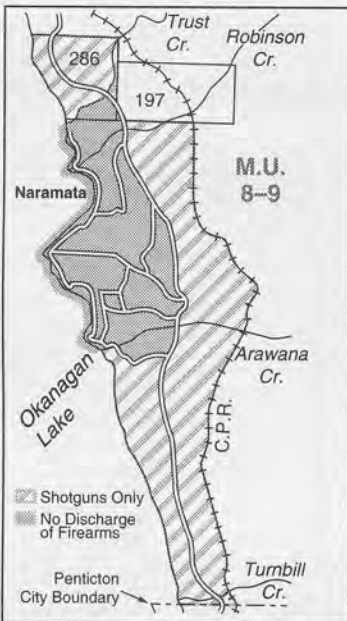 Trust
Cr.
Robinson
Cr.
286
197
M.U.
8–9
Naramata
Okanagan
Lake
Arawana
Cr.
C.P.R.
Shotguns Only
No Discharge
of Firearms
Penticton
City Boundary
Turnbill
Cr.